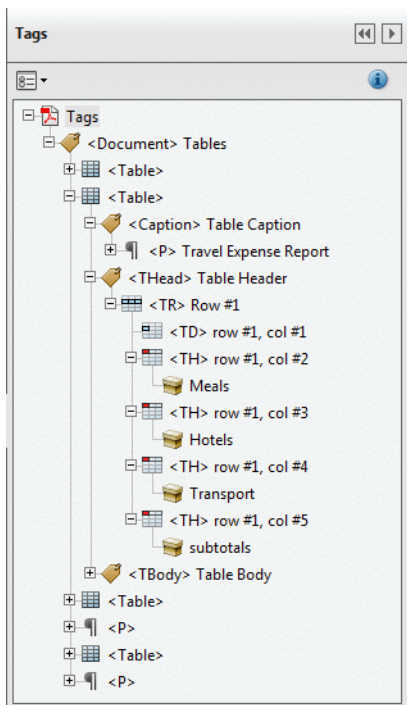 Tags
Tags
<Document> Tables
<Table>
<Table>
<Caption> Table Caption
<P> Travel Expense Report
<THead> Table Header
<TR> Row #1
<TD> row #1, col #1
<TH> row #1, col #2
Meals
<TH> row #1, col #3
Hotels
<TH> row #1, col #4
Transport
<TH> row #1, col #5
subtotals
<TBody> Table Body
<Table>
<P>
<Table>
<P>